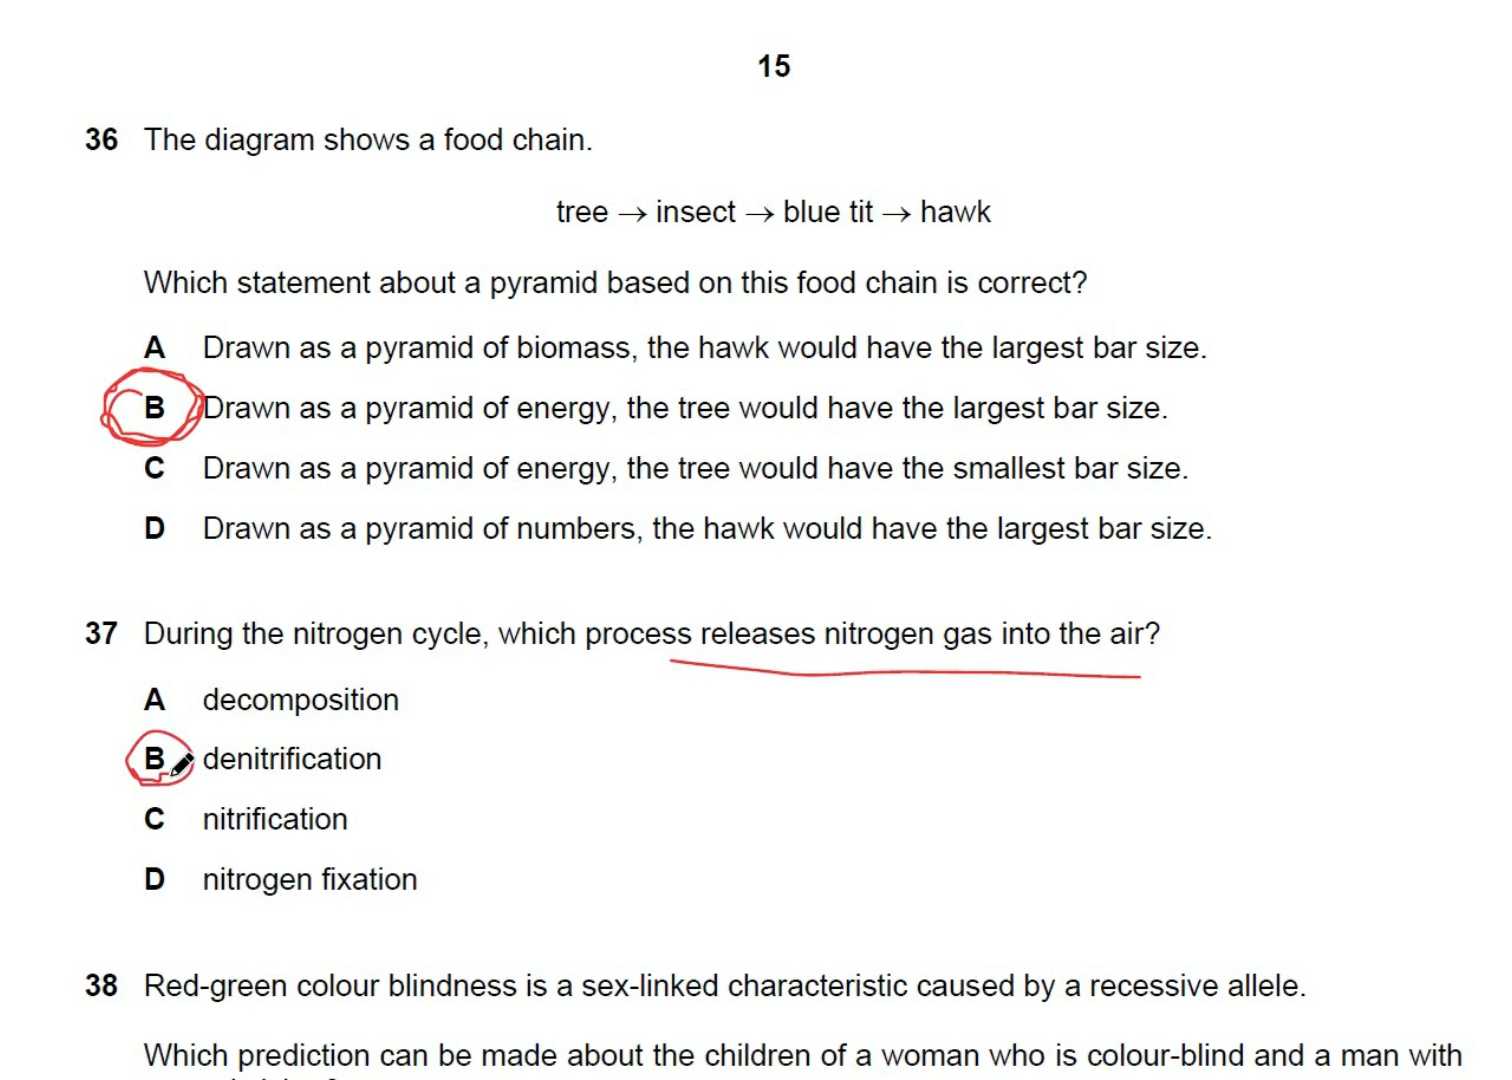 15
36 The diagram shows a food chain.
tree → insect → blue tit → hawk
Which statement about a pyramid based on this food chain is correct?
A Drawn as a pyramid of biomass, the hawk would have the largest bar size.
B Drawn as a pyramid of energy, the tree would have the largest bar size.
C Drawn as a pyramid of energy, the tree would have the smallest bar size.
D Drawn as a pyramid of numbers, the hawk would have the largest bar size.
37 During the nitrogen cycle, which process releases nitrogen gas into the air?
A decomposition
B denitrification
C nitrification
D nitrogen fixation
38 Red-green colour blindness is a sex-linked characteristic caused by a recessive allele.
Which prediction can be made about the children of a woman who is colour-blind and a man with